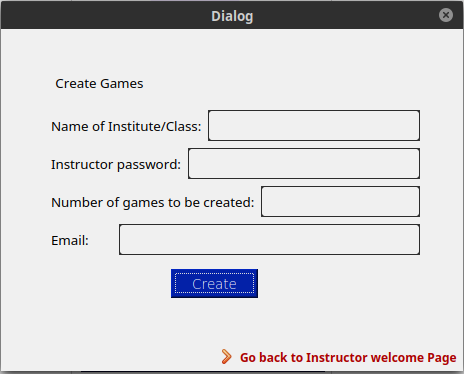 Dialog
Create Games
Name of Institute/Class:
Instructor password:
Number of games to be created:
Email:
Create
Go back to Instructor welcome Page